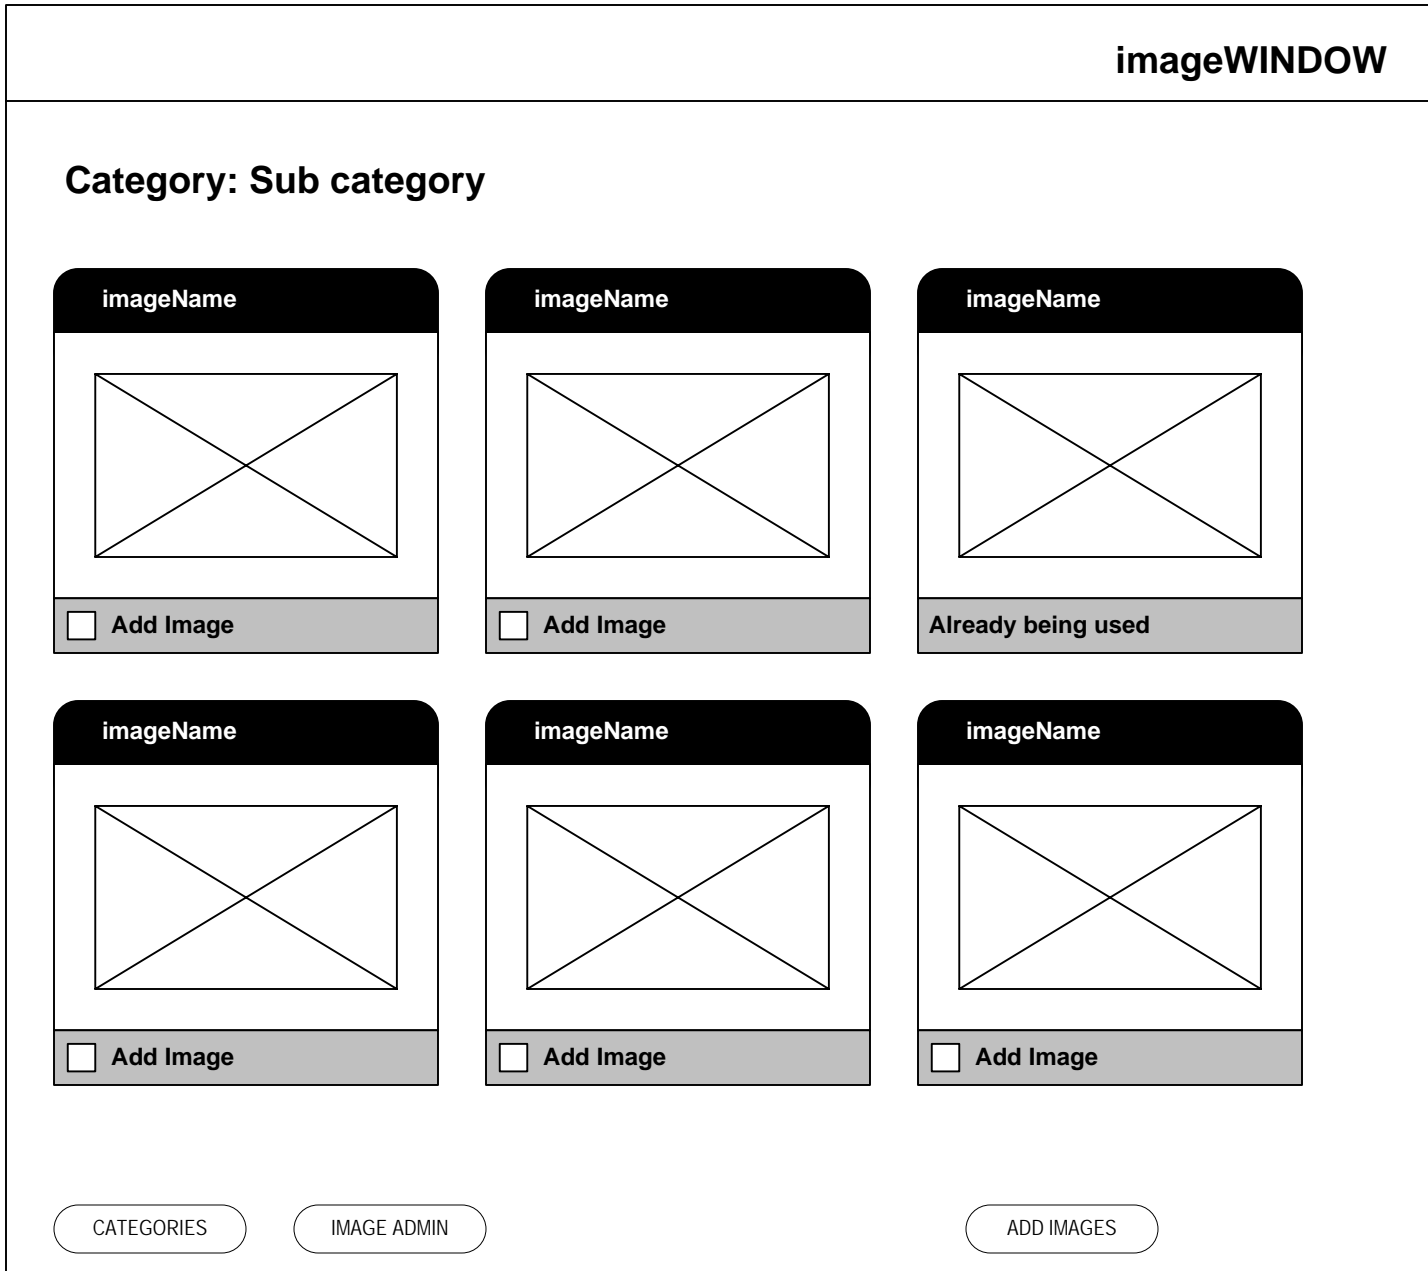 imageWINDOW
Category: Sub category
imageName
imageName
imageName
Add Image
Add Image
Already being used
imageName
imageName
imageName
Add Image
Add Image
Add Image
CATEGORIES
IMAGE ADMIN
ADD IMAGES